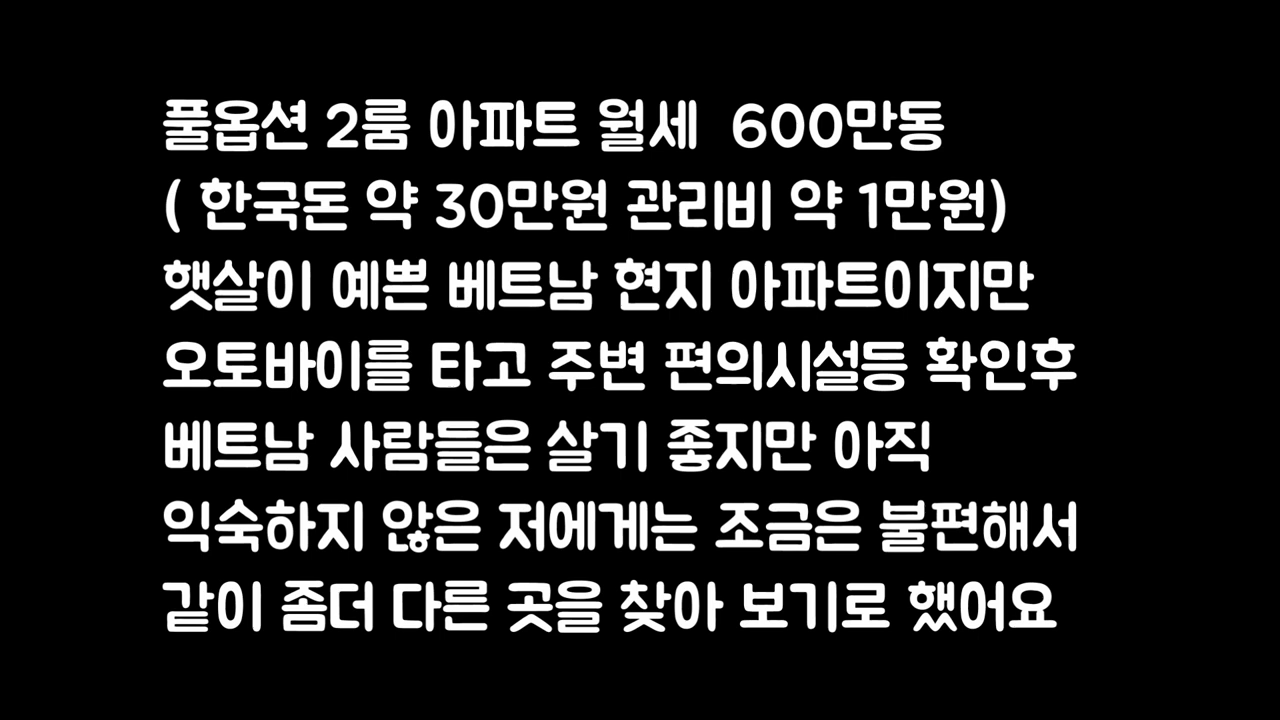 풀옵션 2룸 아파트 월세 600만동
( 한국돈 약 30만원 관리비 약 1만원)
햇살이 예쁜 베트남 현지 아파트이지만
오토바이를 타고 주변 편의시설등 확인후
베트남 사람들은 살기 좋지만 아직
익숙하지 않은 저에게는 조금은 불편해서
같이 좀더 다른 곳을 찾아 보기로 했어요